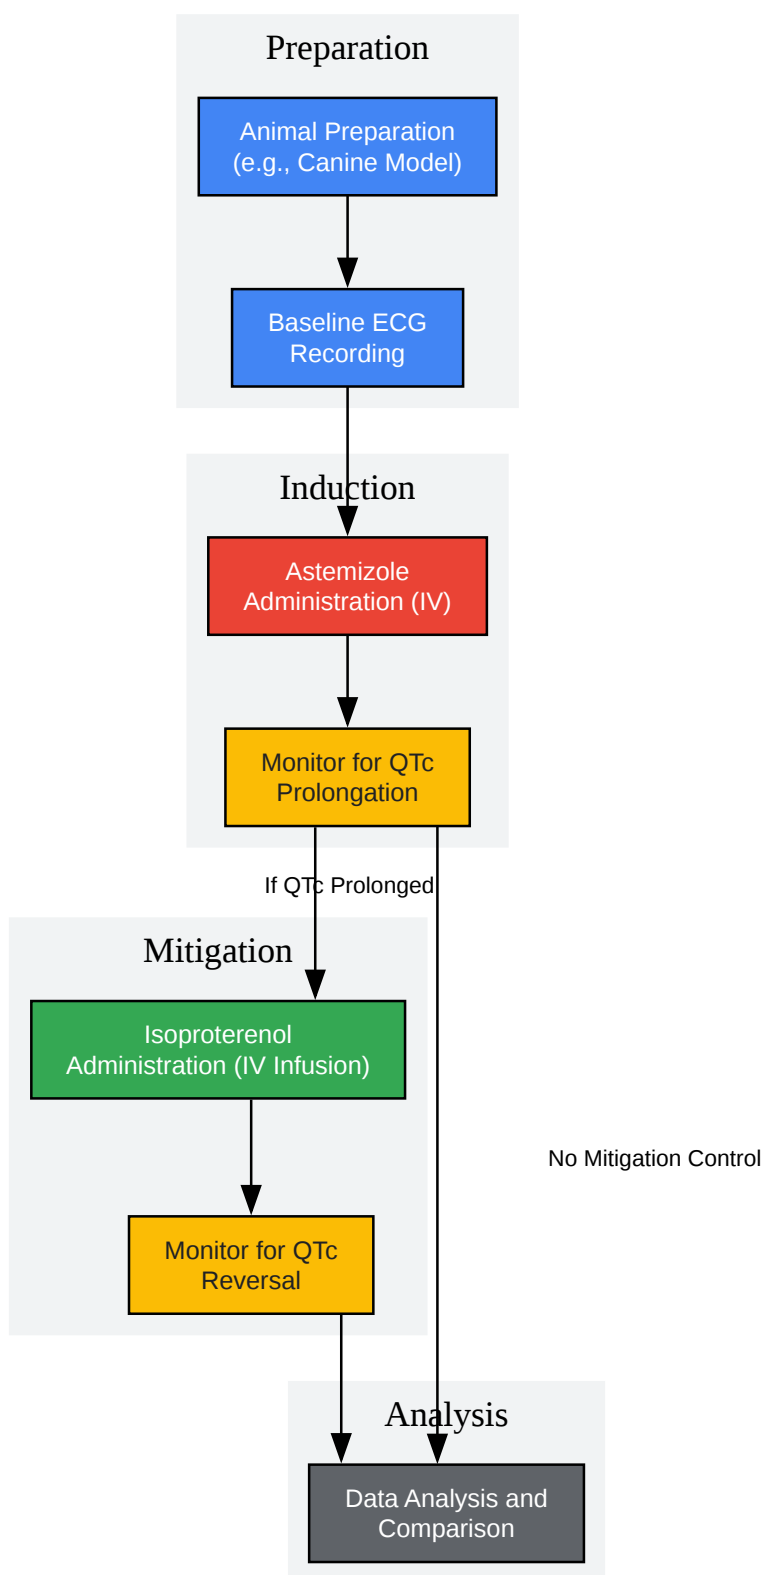 Preparation
Animal Preparation
(e.g., Canine Model)
Baseline ECG
Recording
Induction
Astemizole
Administration (IV)
Monitor for QTc
Prolongation
If QTc Prolonged
Mitigation
Isoproterenol
Administration (IV Infusion)
No Mitigation Control
Monitor for QTc
Reversal
Analysis
Data Analysis and
Comparison